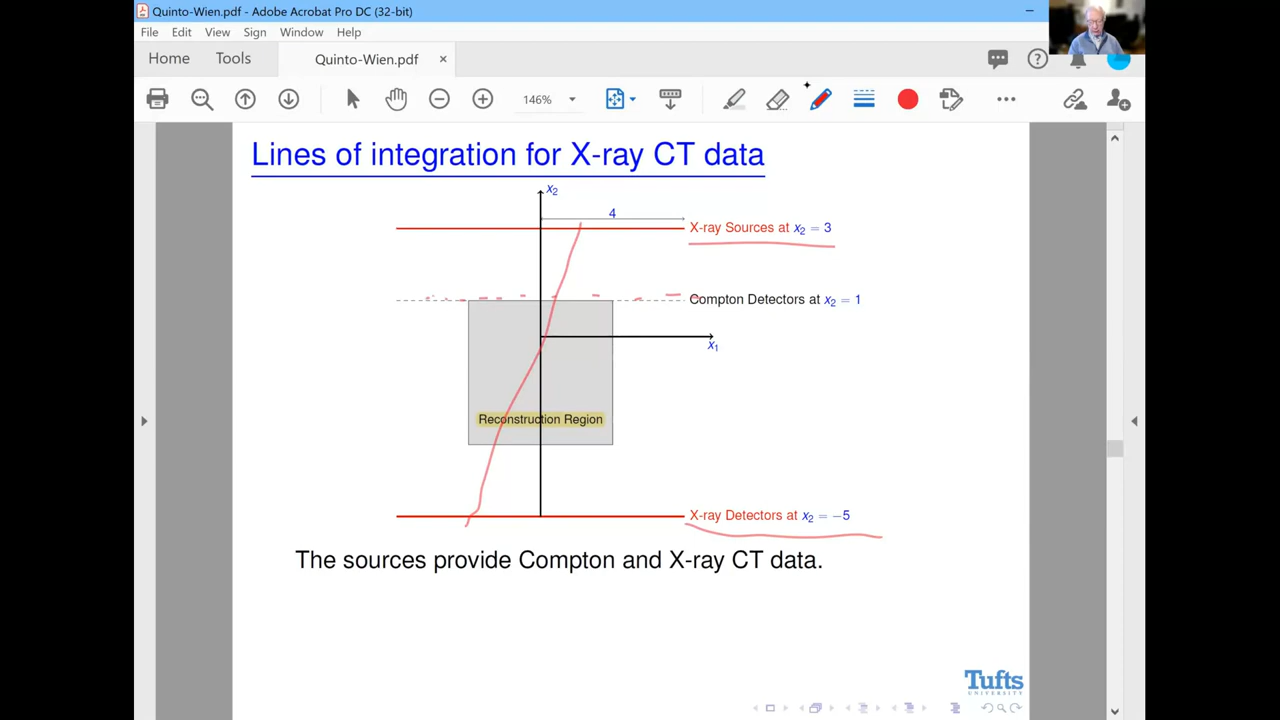 Quinto-Wien.pdf - Adobe Acrobat Pro DC (32-bit)
File Edit View Sign Window Help
Home Tools Quinto-Wien.pdf ×
146%
Lines of integration for X-ray CT data
x₂
4
X-ray Sources at x₂ = 3
Compton Detectors at x₂ = 1
x₁
Reconstruction Region
X-ray Detectors at x₂ = −5
The sources provide Compton and X-ray CT data.
Tufts